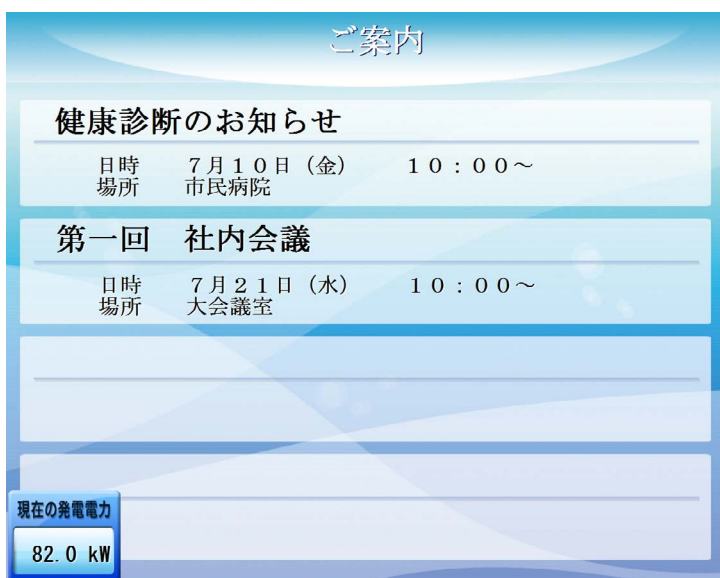 ご案内
健康診断のお知らせ
日時　７月１０日（金）　１０：００～
場所　市民病院
第一回　社内会議
日時　７月２１日（水）　１０：００～
場所　大会議室
現在の発電電力
82.0 kW